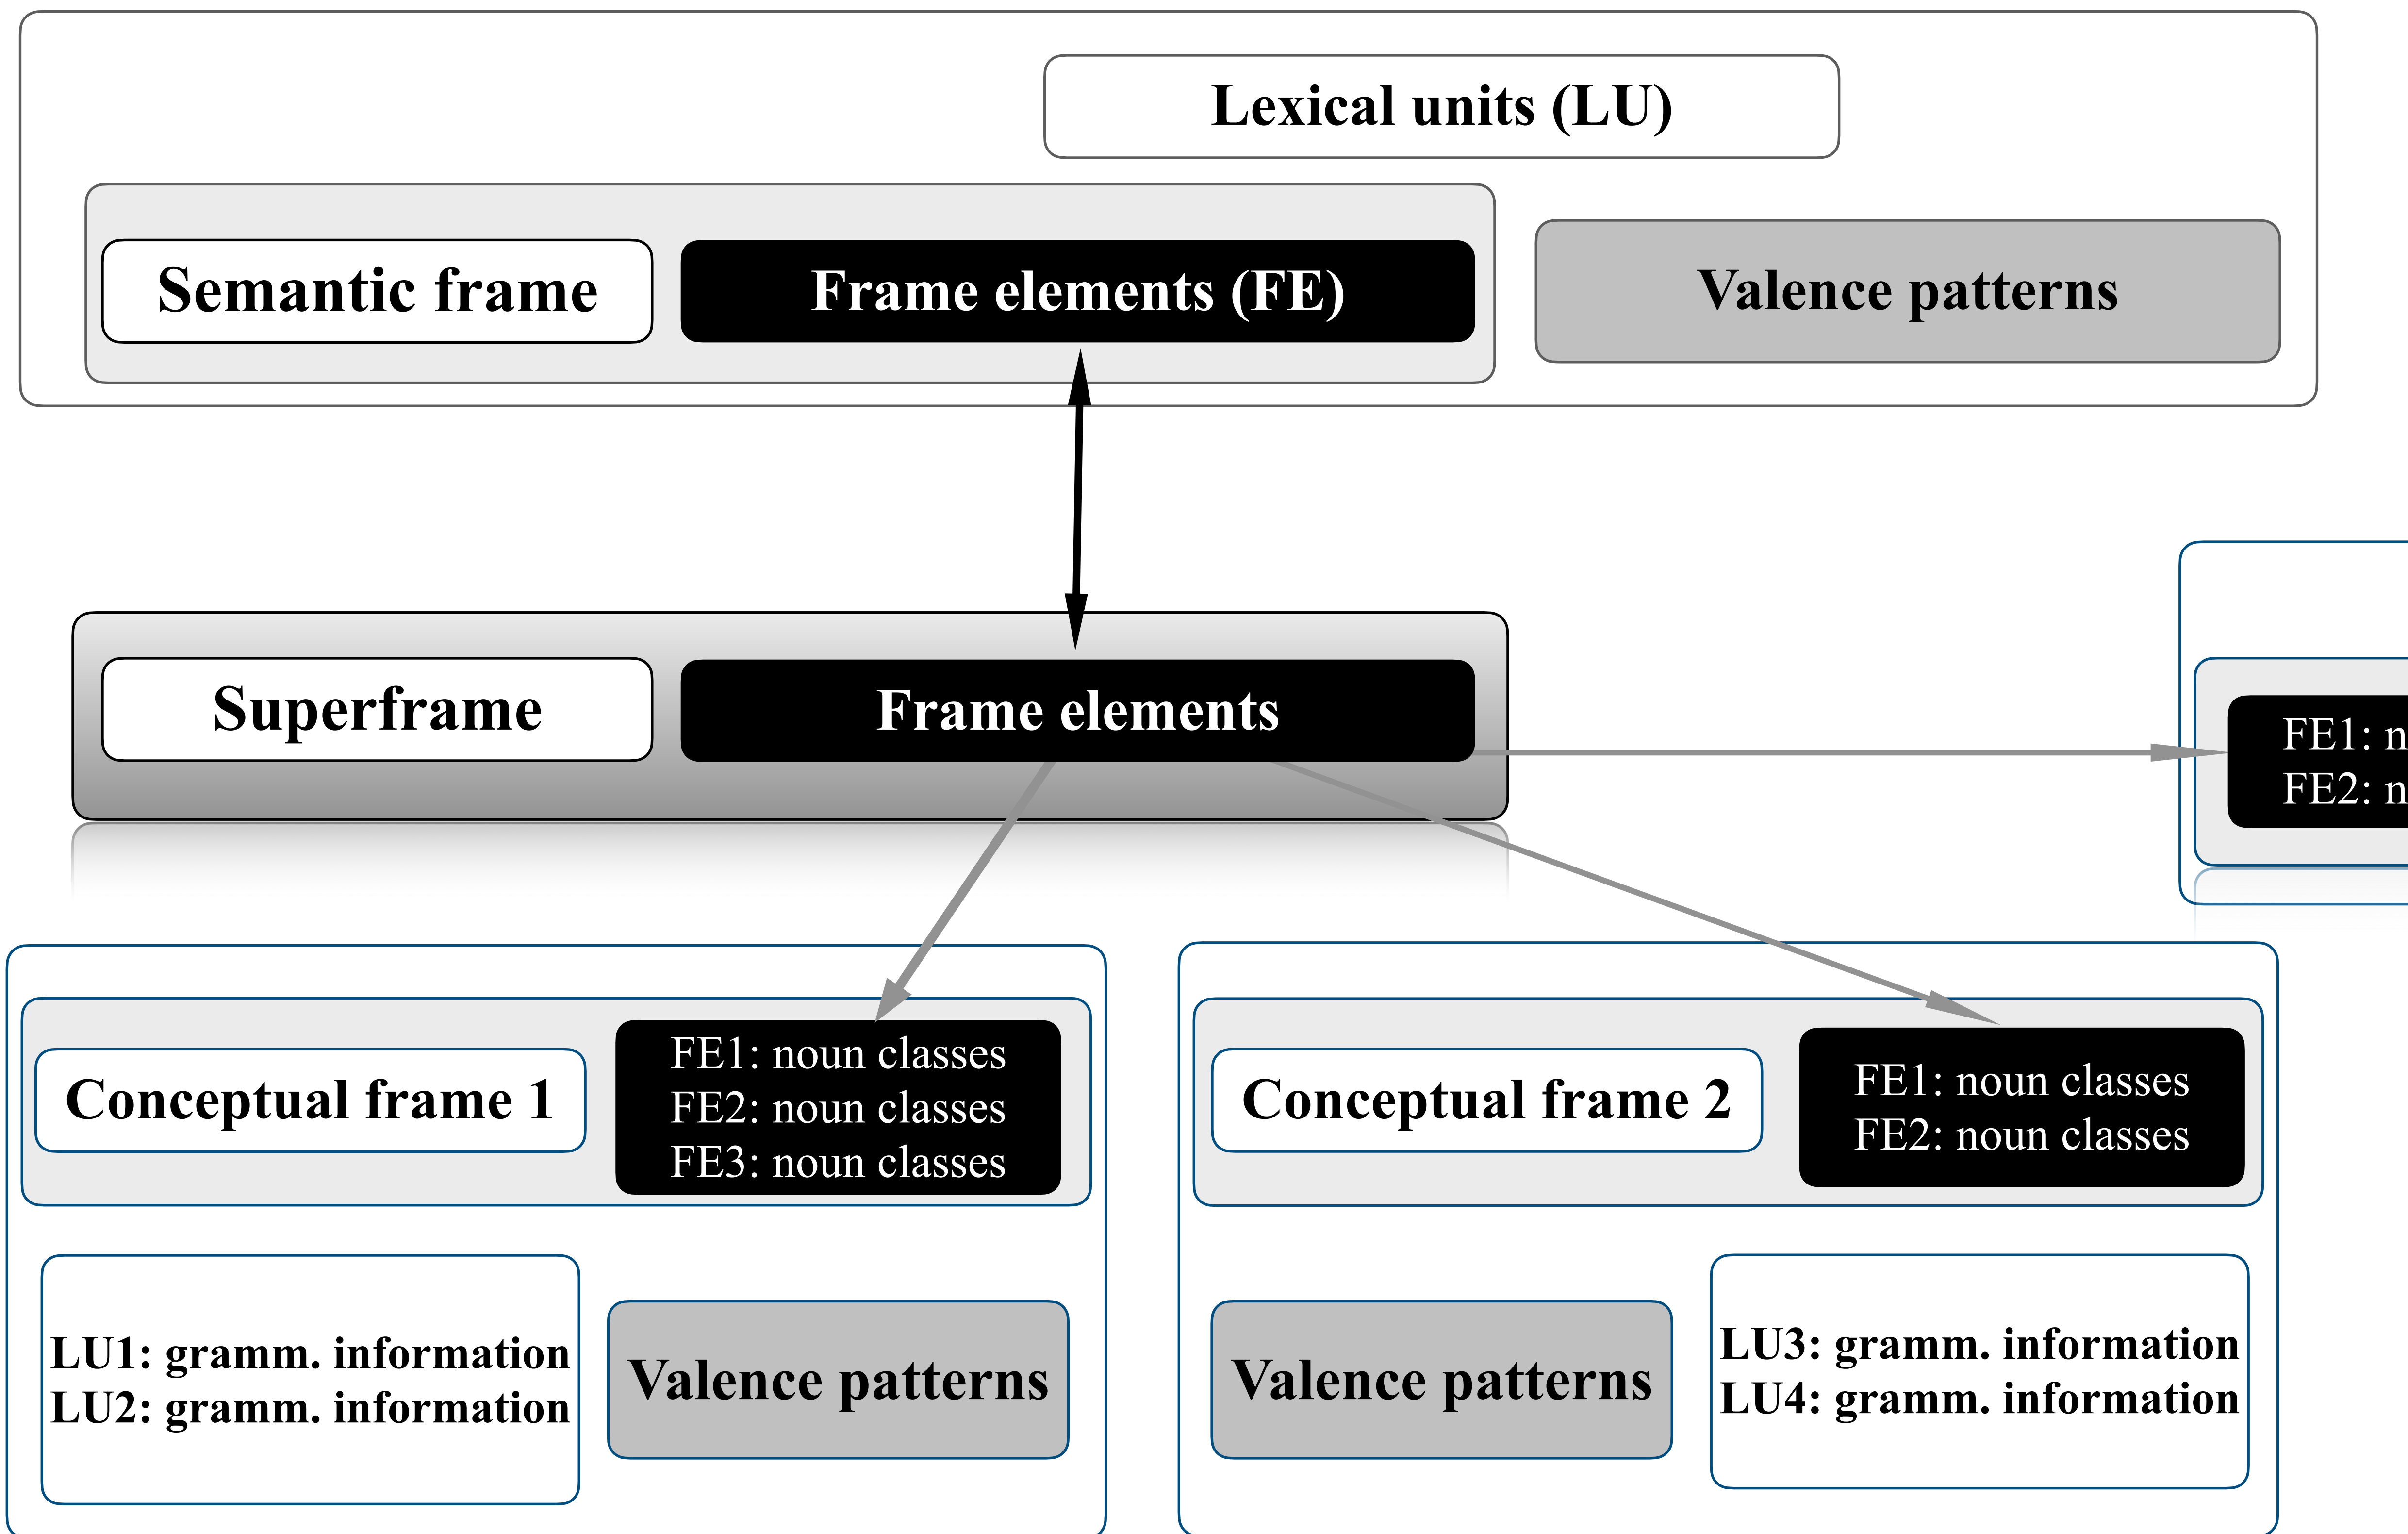 Lexical units (LU)
Semantic frame
Frame elements (FE)
Valence patterns
Superframe
Frame elements
FE1:
FE2:
Conceptual frame 1
FE1: noun classes
FE2: noun classes
FE3: noun classes
Conceptual frame 2
FE1: noun classes
FE2: noun classes
LU1: gramm. information
LU2: gramm. information
Valence patterns
Valence patterns
LU3: gramm. information
LU4: gramm. information